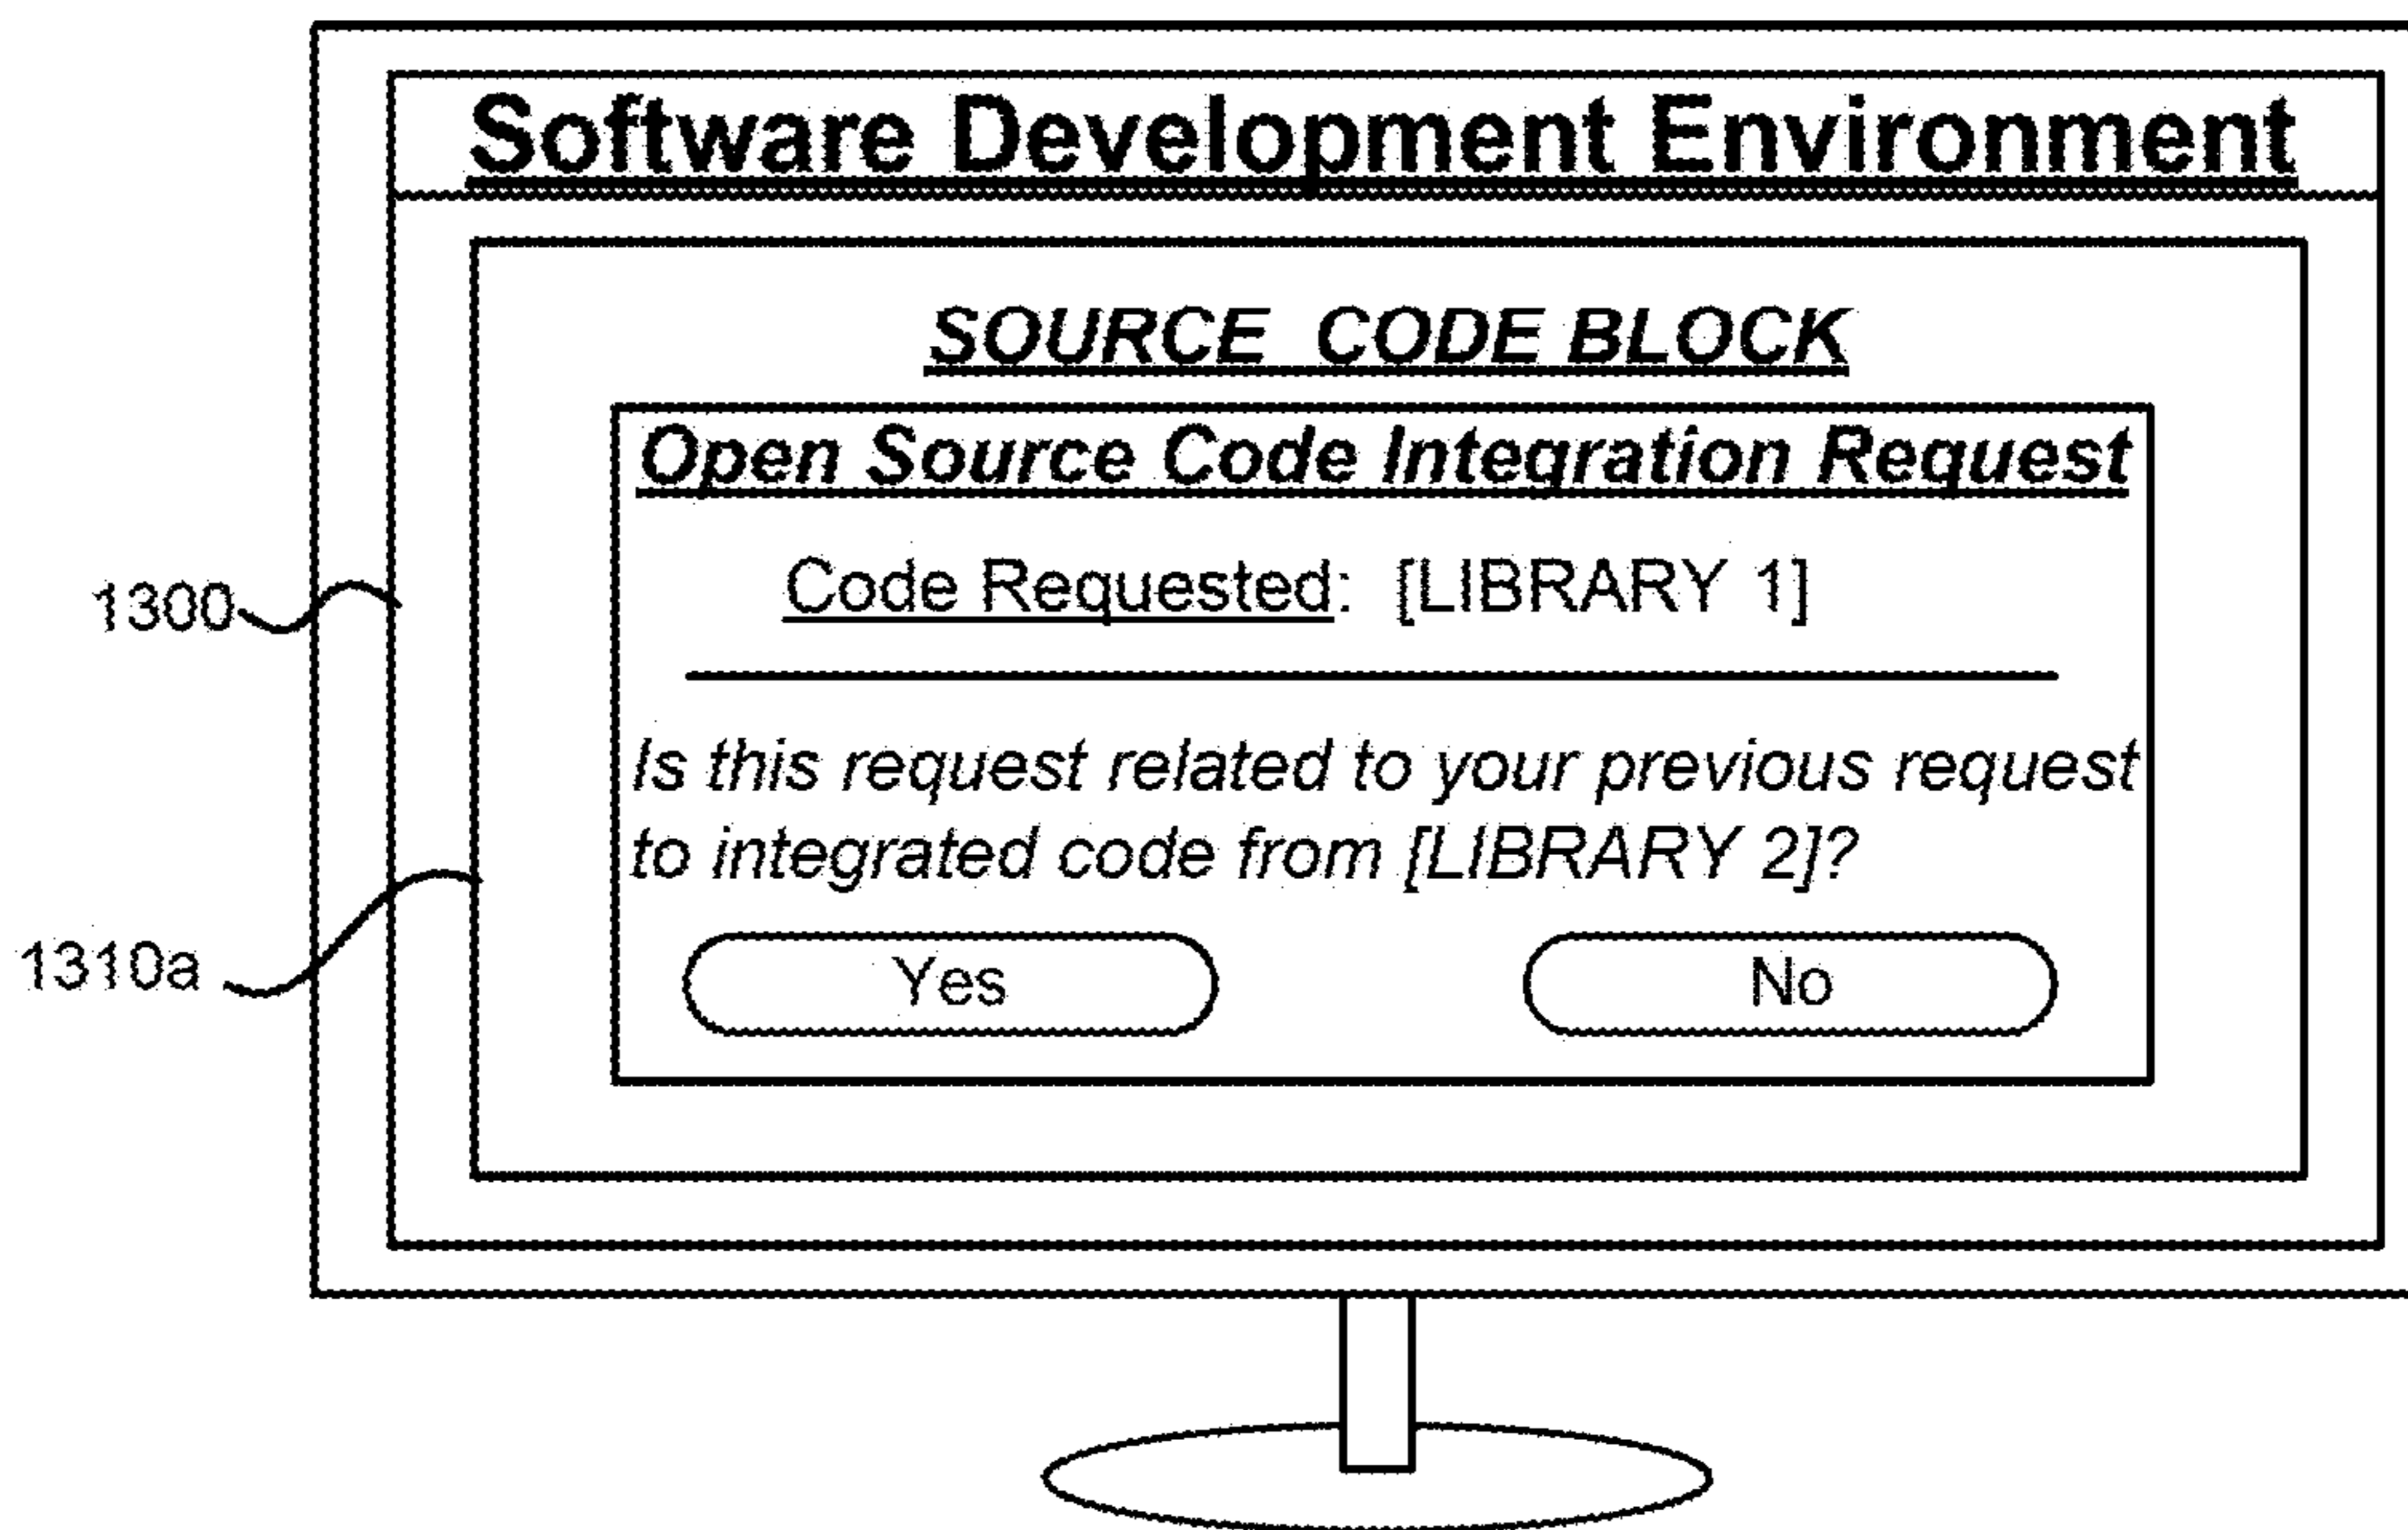 Software Development Environment
SOURCE CODE BLOCK
Open Source Code Integration Request
Code Requested: [LIBRARY 1]
1300
Is this request related to your previous request
to integrated code from [LIBRARY 2]?
1310a
Yes
No